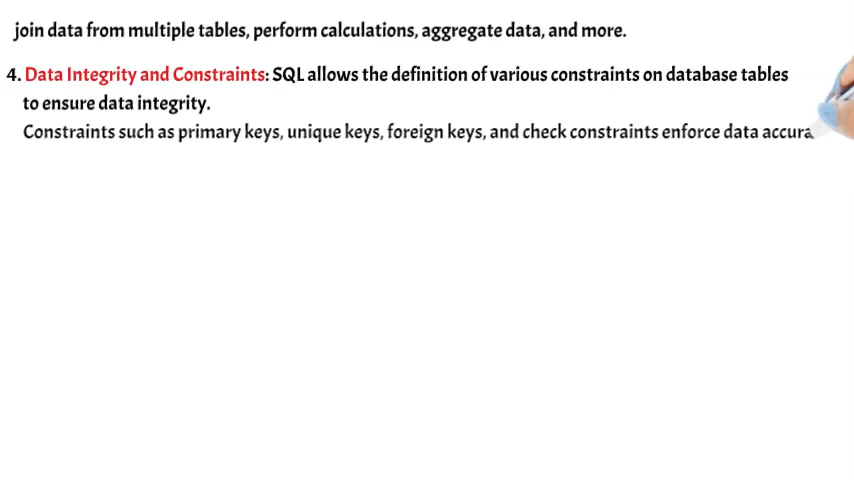 join data from multiple tables, perform calculations, aggregate data, and more.
4. Data Integrity and Constraints: SQL allows the definition of various constraints on database tables
to ensure data integrity.
Constraints such as primary keys, unique keys, foreign keys, and check constraints enforce data accura